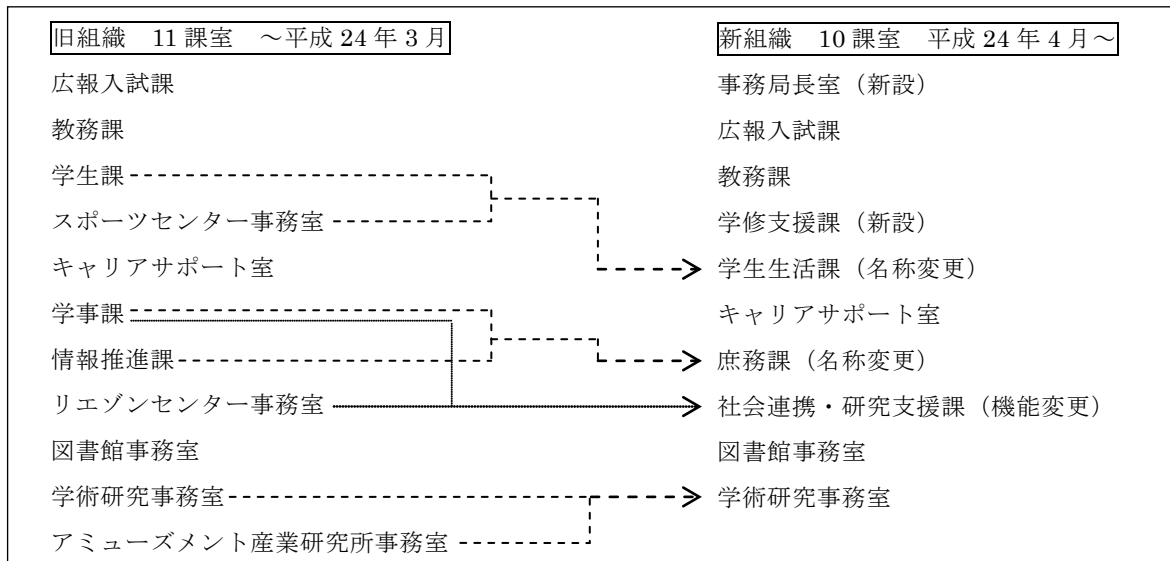 旧組織 11課室 ~平成24年3月
広報入試課
教務課
学生課
スポーツセンター事務室
キャリアサポート室
学事課
情報推進課
リエゾンセンター事務室
図書館事務室
学術研究事務室
アミューズメント産業研究所事務室
新組織 10課室 平成24年4月~
事務局長室(新設)
広報入試課
教務課
学修支援課(新設)
学生生活課(名称変更)
キャリアサポート室
庶務課(名称変更)
社会連携・研究支援課(機能変更)
図書館事務室
学術研究事務室